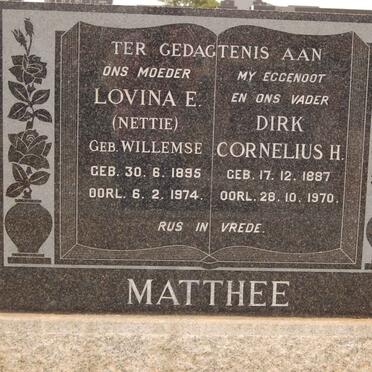 TER GEDAGTENIS AAN
ONS MOEDER
LOVINA E.
(NETTIE)
GEB. WILLEMSE
GEB. 30. 6. 1895
OORL. 6. 2. 1974.
MY EGGENOOT
EN ONS VADER
DIRK
CORNELIUS H.
GEB. 17. 12. 1887
OORL. 28. 10. 1970.
RUS IN VREDE.
MATTHEE